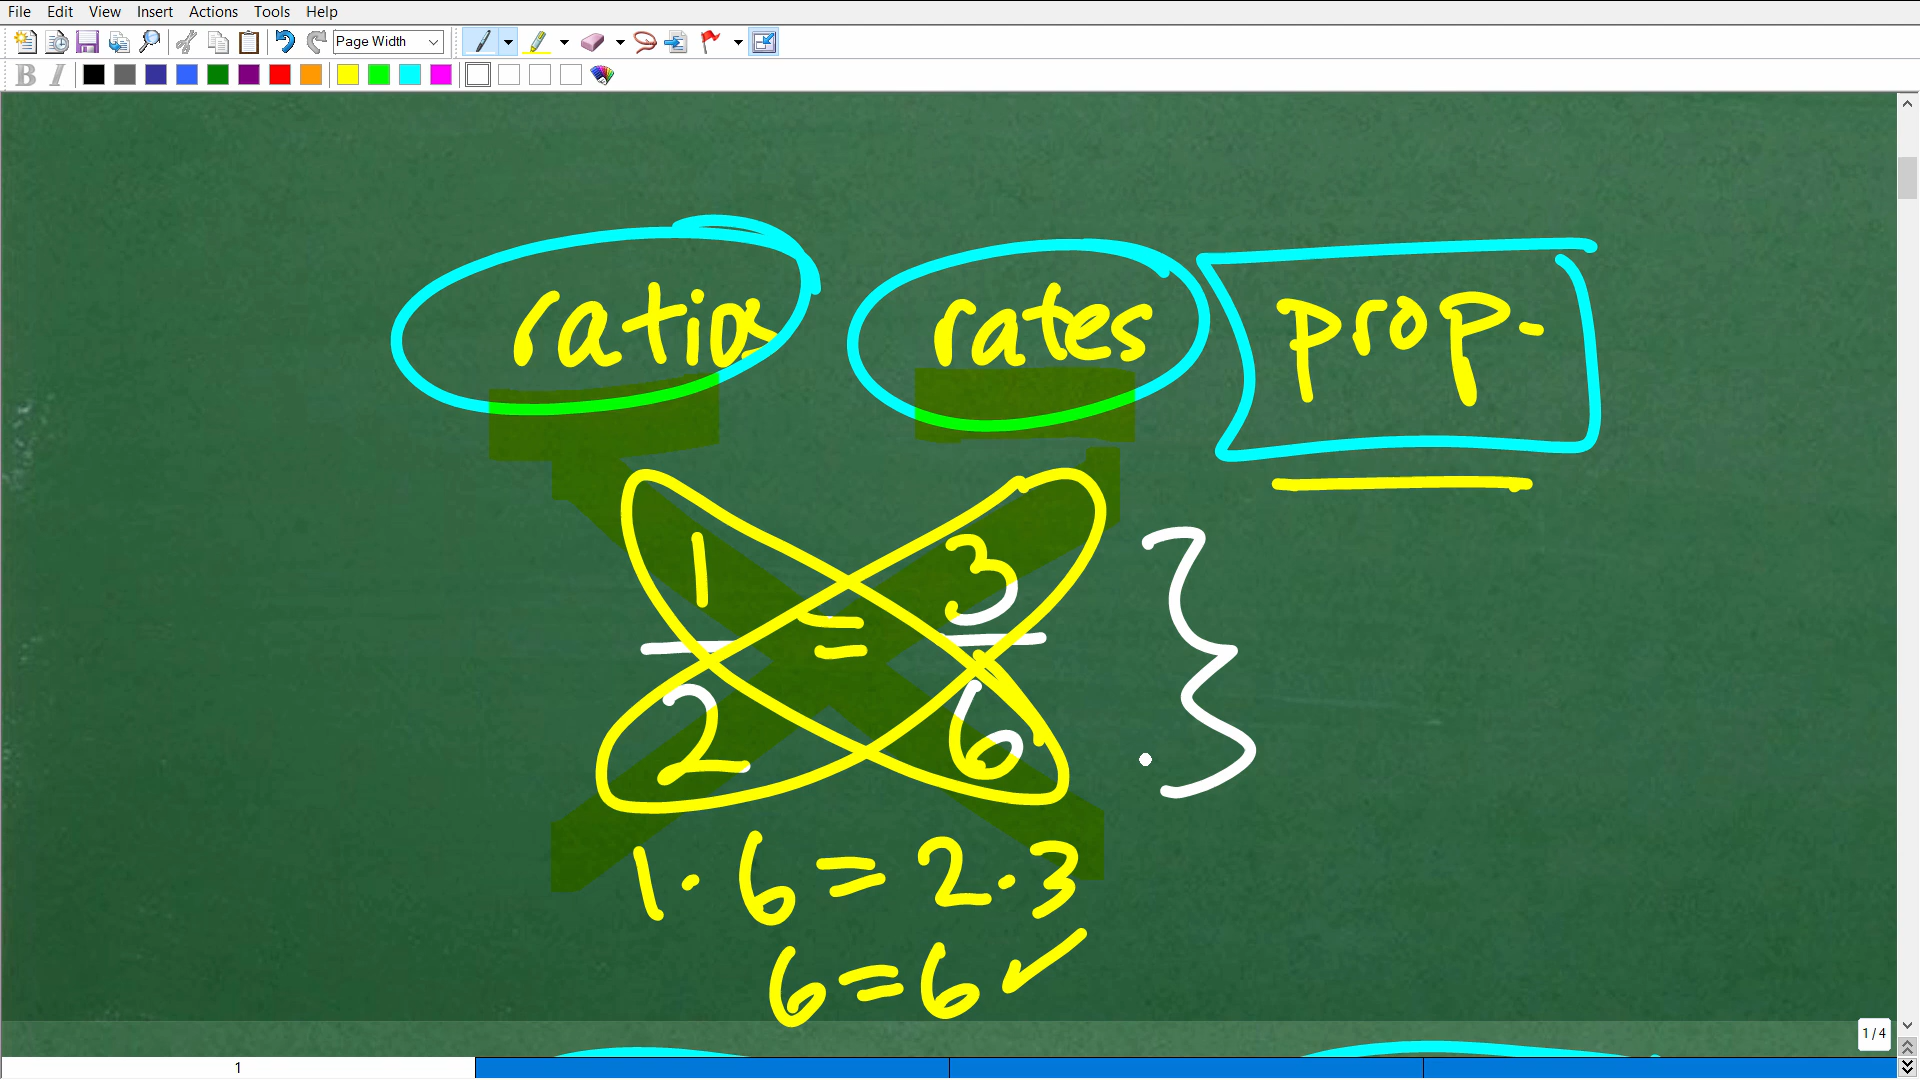 File Edit View Insert Actions Tools Help
Page Width
B I
ratios rates prop.
1/2 = 3/6
1 · 6 = 2 · 3
6 = 6 ✓
1 / 4
1